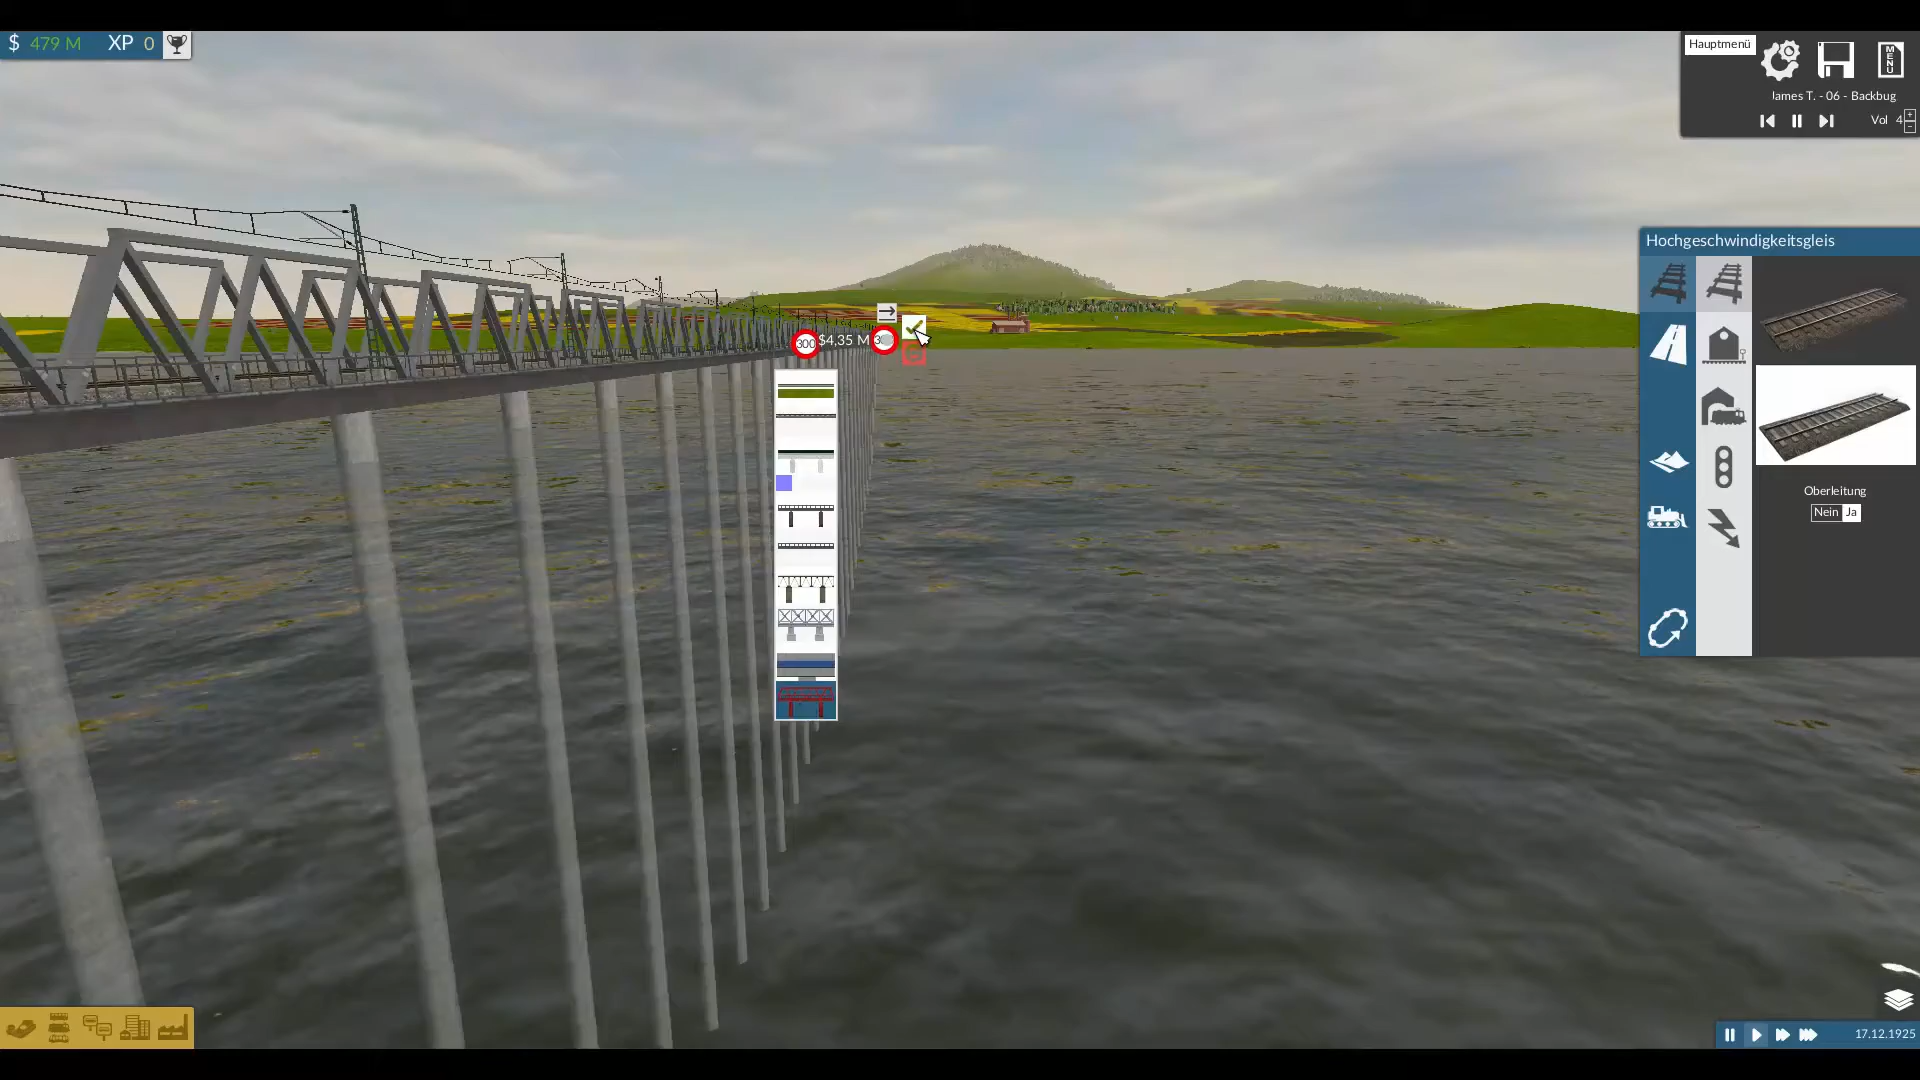 $ 479 M XP 0
Hauptmenü
MENU
James T. - 06 - Backbug
Vol 4
+
-
Hochgeschwindigkeitsgleis
300 $4,35 M
Oberleitung
Nein Ja
17.12.1925